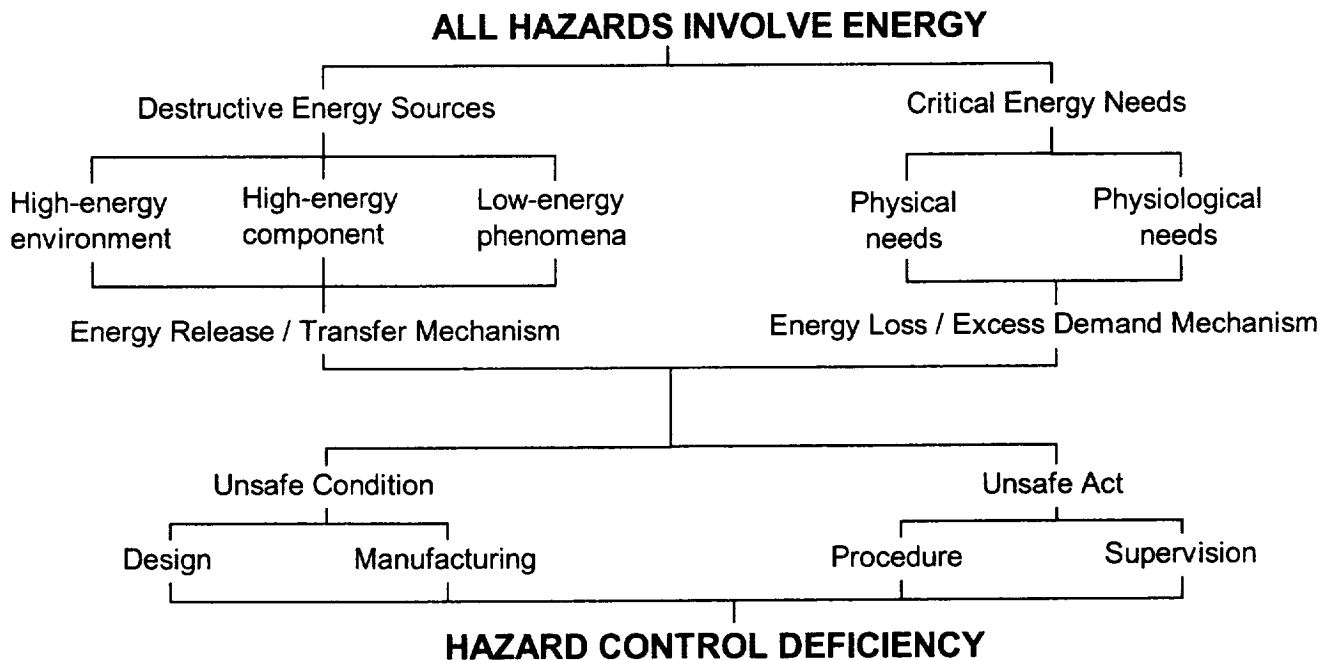 ALL HAZARDS INVOLVE ENERGY
Destructive Energy Sources
Critical Energy Needs
High-energy
environment
High-energy
component
Low-energy
phenomena
Physical
needs
Physiological
needs
Energy Release / Transfer Mechanism
Energy Loss / Excess Demand Mechanism
Unsafe Condition
Unsafe Act
Design
Manufacturing
Procedure
Supervision
HAZARD CONTROL DEFICIENCY